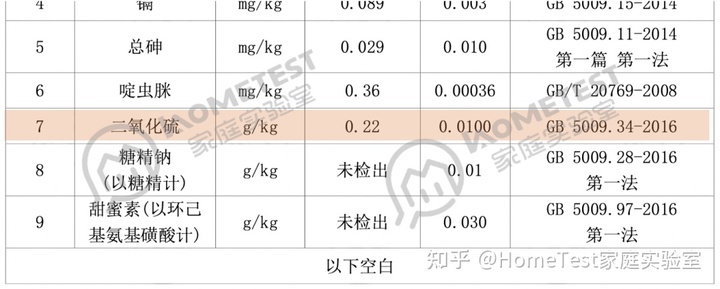 4 镉 mg/kg 0.089 0.003 GB 5009.15-2014
5 总砷 mg/kg 0.029 0.010 GB 5009.11-2014
第一篇 第一法
6 啶虫脒 mg/kg 0.36 0.00036 GB/T 20769-2008
7 二氧化硫 g/kg 0.22 0.0100 GB 5009.34-2016
8 糖精钠
(以糖精计) g/kg 未检出 0.01 GB 5009.28-2016
第一法
9 甜蜜素(以环己
基氨基磺酸计) g/kg 未检出 0.030 GB 5009.97-2016
第一法
以下空白
HOMETEST
家庭实验室
HOMETEST
家庭实验室
知乎 @HomeTest家庭实验室